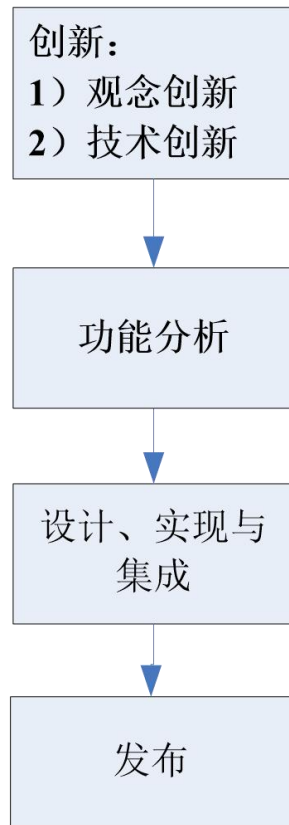 创新：
1）观念创新
2）技术创新
功能分析
设计、实现与
集成
发布